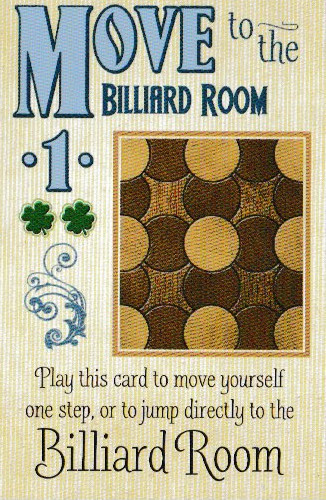 MOVE to the
BILLIARD ROOM
·1·
Play this card to move yourself
one step, or to jump directly to the
Billiard Room